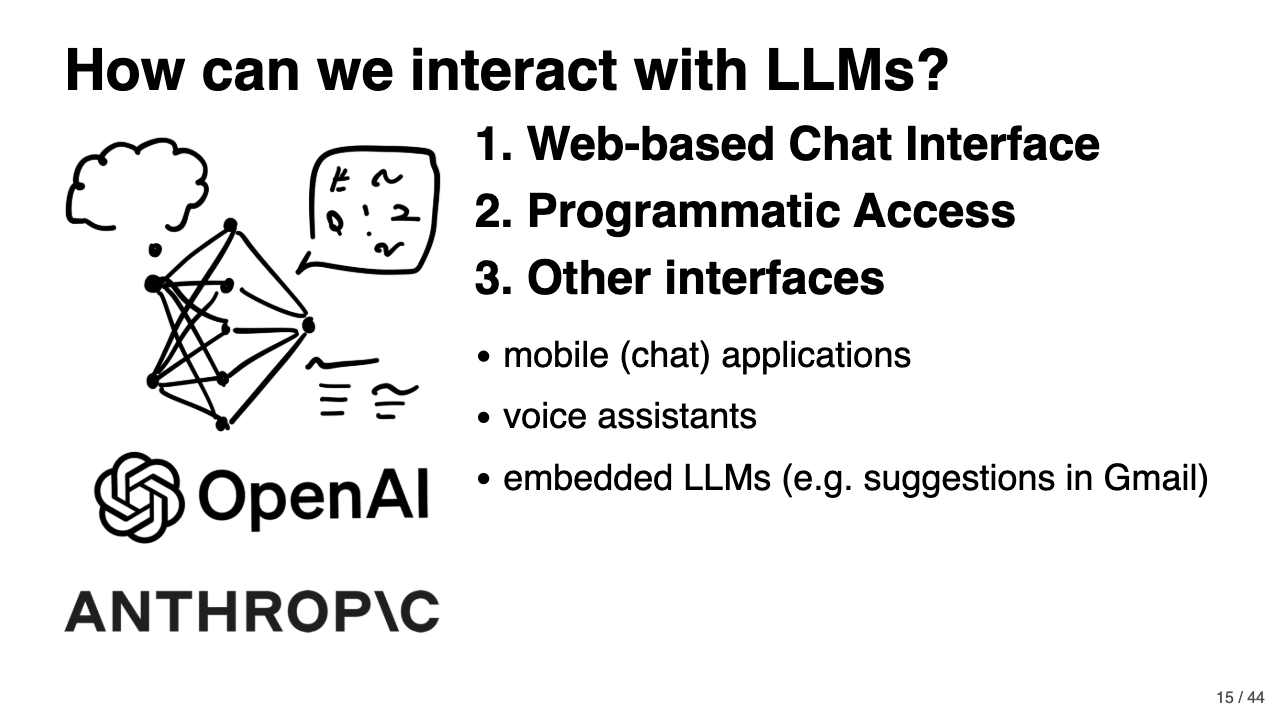 How can we interact with LLMs?
1. Web-based Chat Interface
2. Programmatic Access
3. Other interfaces
• mobile (chat) applications
• voice assistants
• embedded LLMs (e.g. suggestions in Gmail)
OpenAI
ANTHROP\C
15 / 44